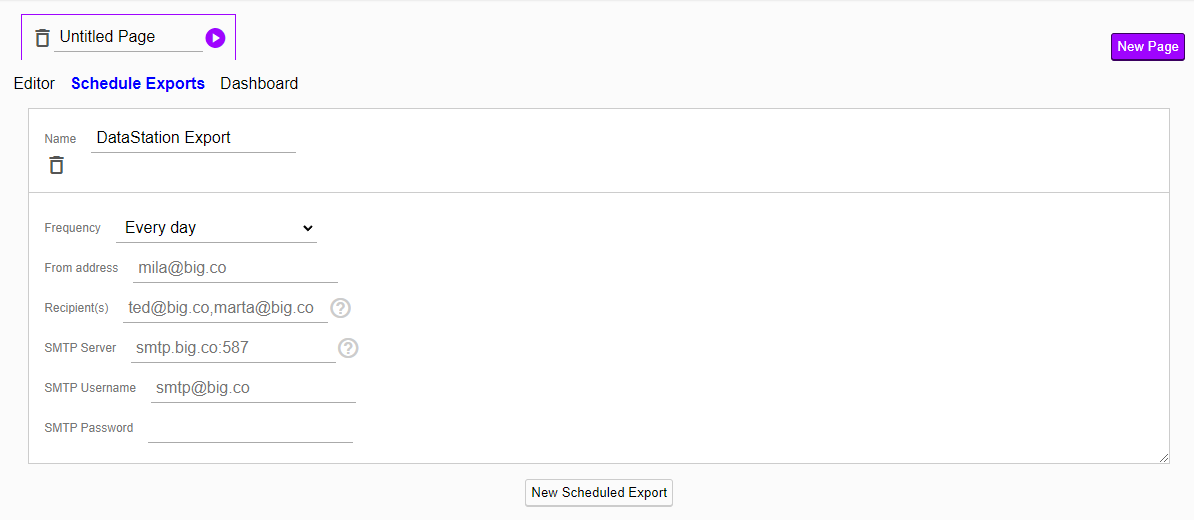 Untitled Page
New Page
Editor Schedule Exports Dashboard
Name DataStation Export
Frequency Every day
From address mila@big.co
Recipient(s) ted@big.co,marta@big.co ?
SMTP Server smtp.big.co:587 ?
SMTP Username smtp@big.co
SMTP Password
New Scheduled Export